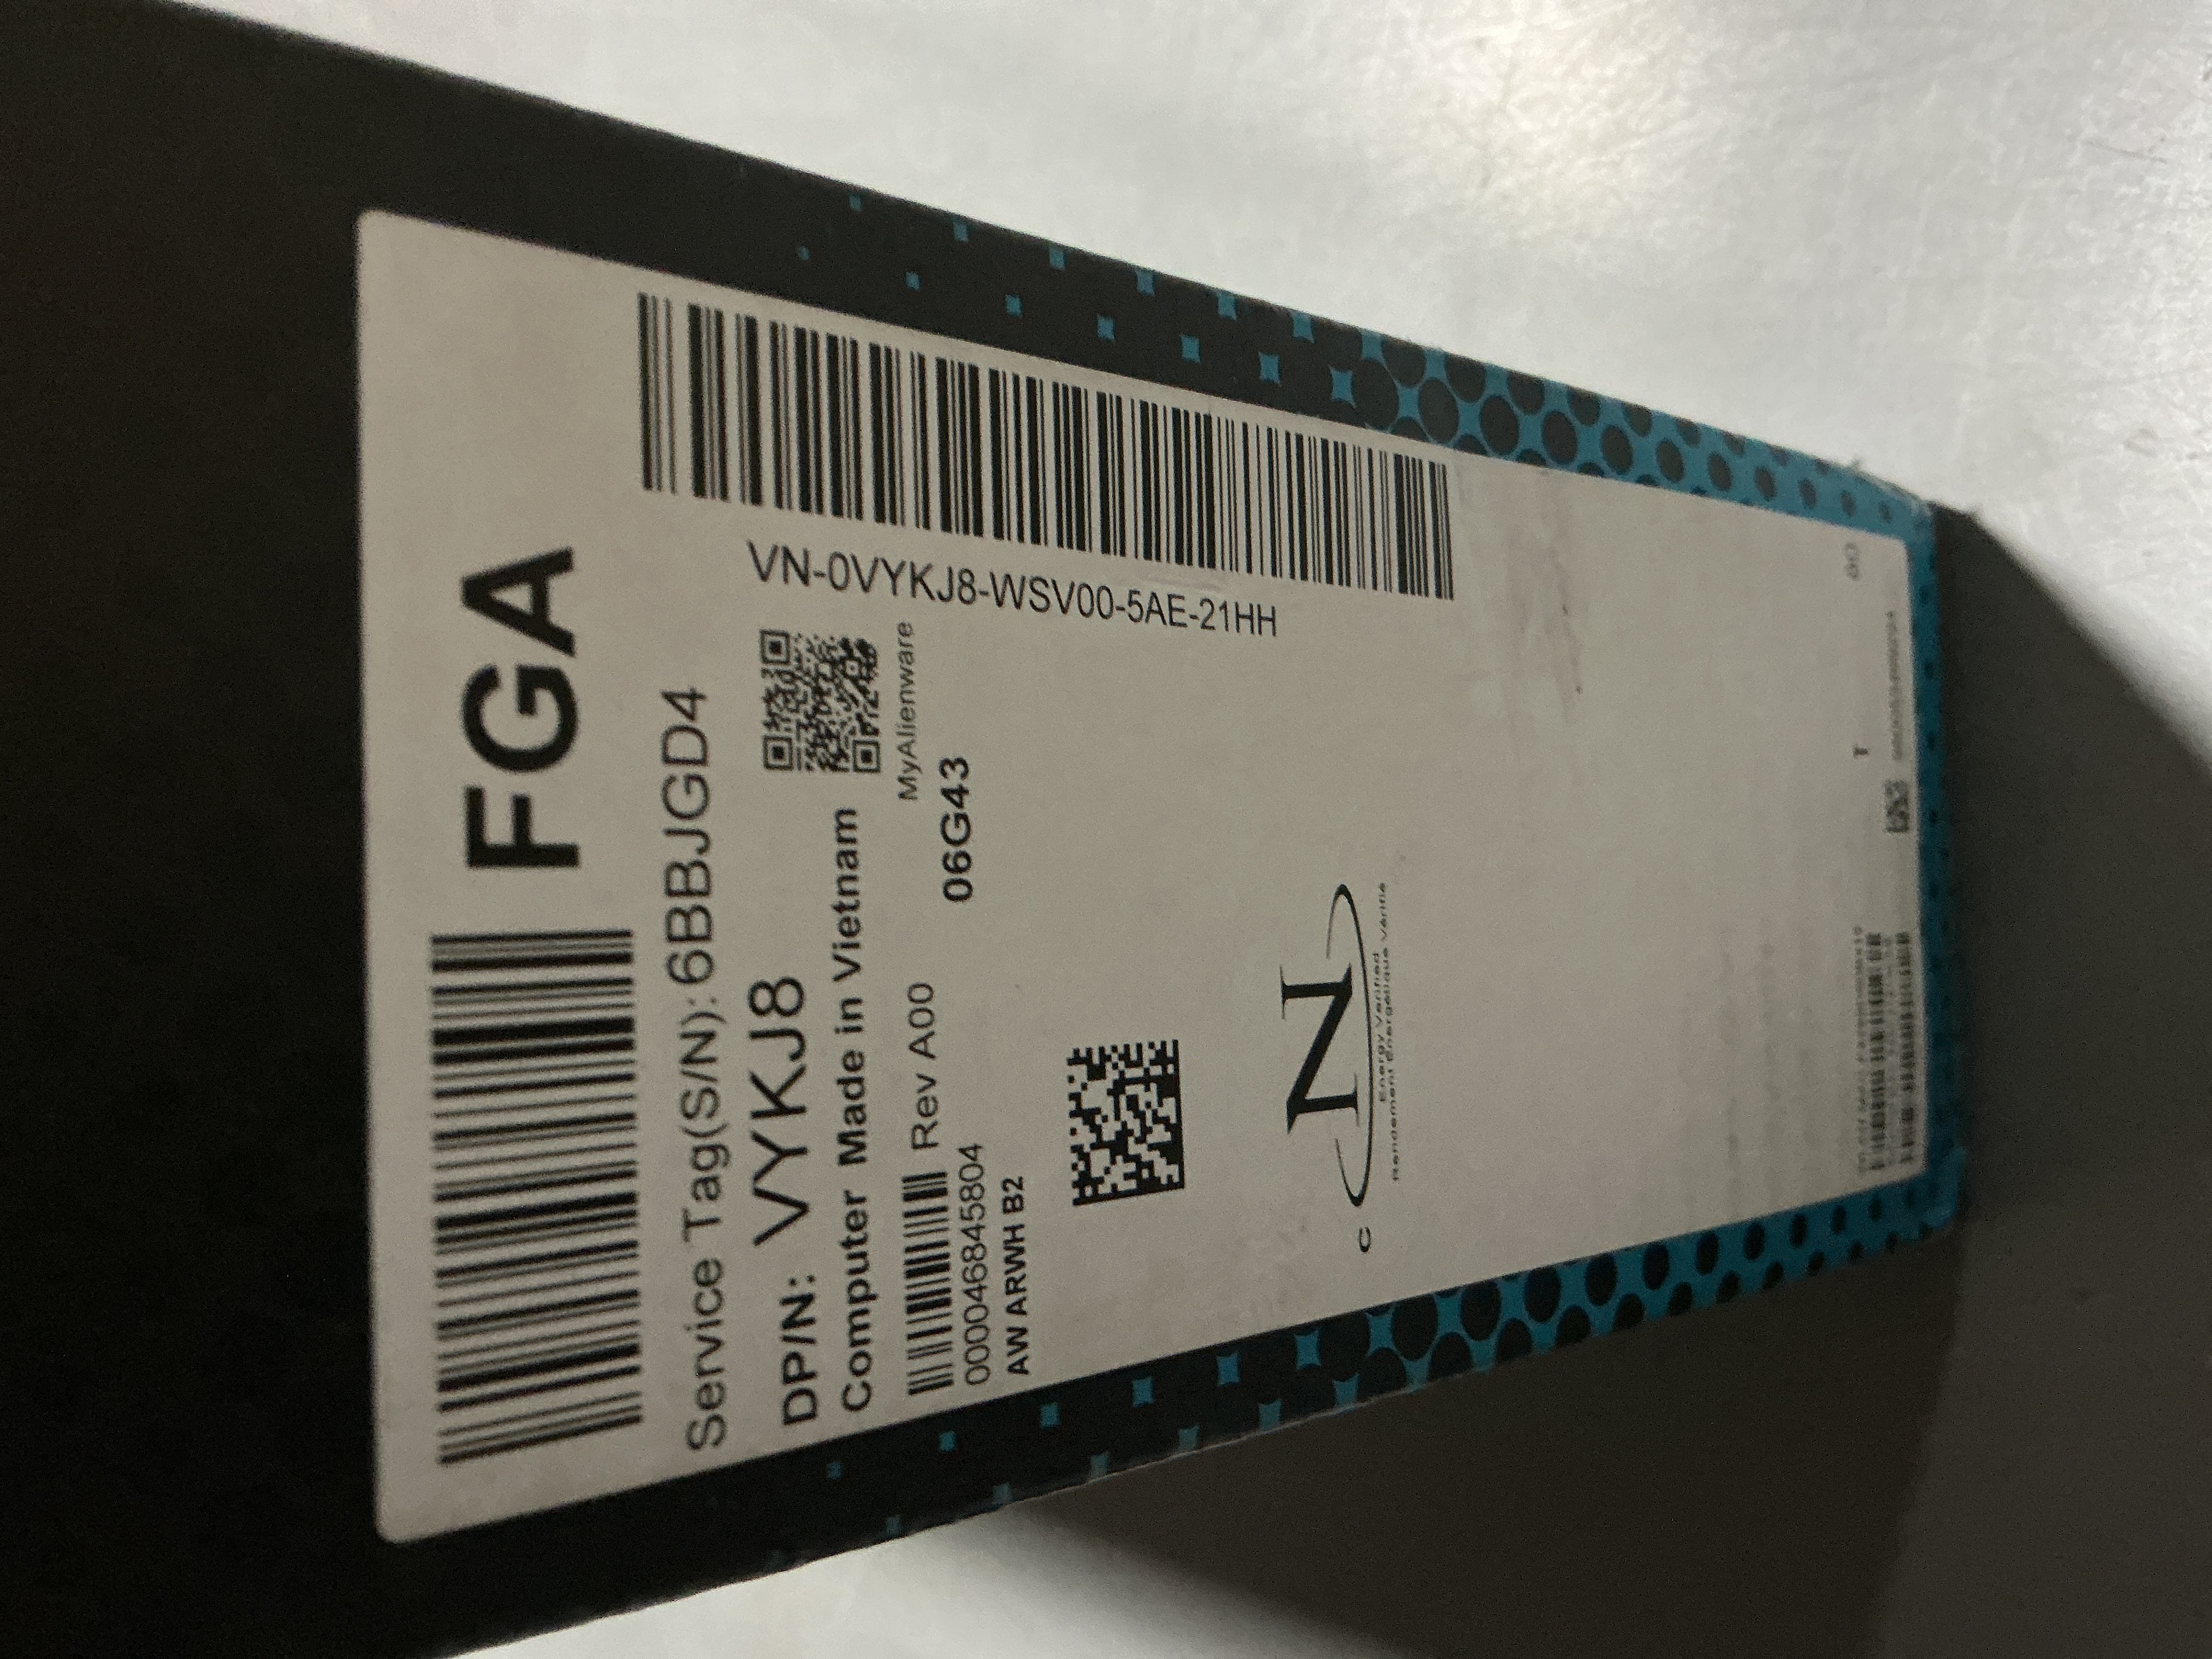 FGA
Service Tag(S/N): 6BBJGD4
DP/N: VYKJ8
Computer Made in Vietnam
MyAlienware
Rev A00
06G43
000046845804
AW ARWH B2
VN-0VYKJ8-WSV00-5AE-21HH
N
c
Energy Verified
Rendement Énergétique Vérifié
T